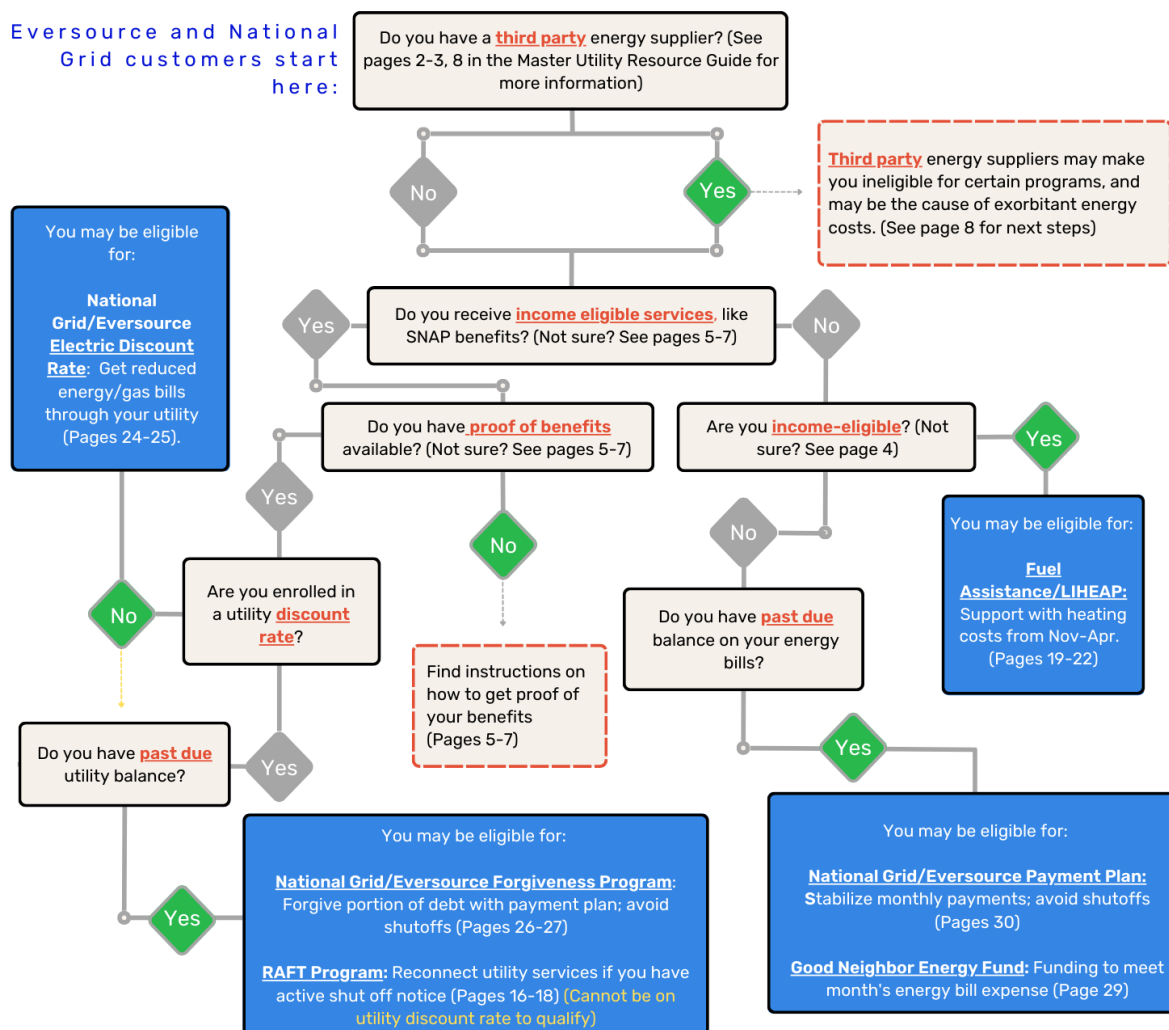 Eversource and National
Grid customers start
here:
Do you have a third party energy supplier? (See
pages 2-3, 8 in the Master Utility Resource Guide for
more information)
No
Yes
Third party energy suppliers may make
you ineligible for certain programs, and
may be the cause of exorbitant energy
costs. (See page 8 for next steps)
You may be eligible
for:
National
Grid/Eversource
Electric Discount
Rate: Get reduced
energy/gas bills
through your utility
(Pages 24-25).
Yes
Do you receive income eligible services, like
SNAP benefits? (Not sure? See pages 5-7)
No
Do you have proof of benefits
available? (Not sure? See pages 5-7)
Are you income-eligible? (Not
sure? See page 4)
Yes
Yes
No
No
You may be eligible for:
Fuel
Assistance/LIHEAP:
Support with heating
costs from Nov-Apr.
(Pages 19-22)
No
Are you enrolled in
a utility discount
rate?
Do you have past due
balance on your energy
bills?
Find instructions on
how to get proof of
your benefits
(Pages 5-7)
Do you have past due
utility balance?
Yes
Yes
Yes
You may be eligible for:
National Grid/Eversource Forgiveness Program:
Forgive portion of debt with payment plan; avoid
shutoffs (Pages 26-27)
RAFT Program: Reconnect utility services if you have
active shut off notice (Pages 16-18) (Cannot be on
utility discount rate to qualify)
You may be eligible for:
National Grid/Eversource Payment Plan:
Stabilize monthly payments; avoid shutoffs
(Pages 30)
Good Neighbor Energy Fund: Funding to meet
month's energy bill expense (Page 29)